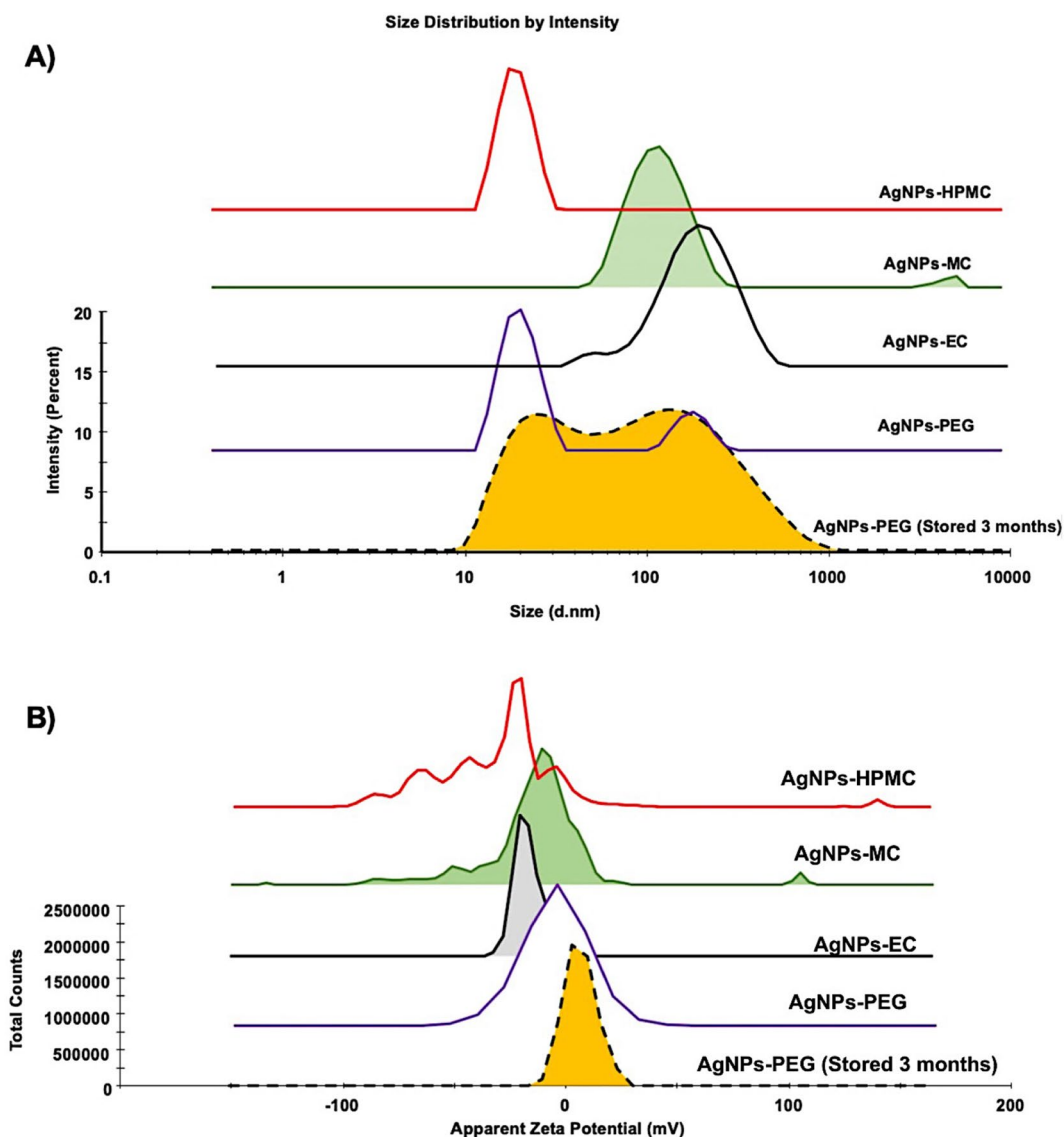 Size Distribution by Intensity
A)
AgNPs-HPMC
AgNPs-MC
AgNPs-EC
AgNPs-PEG
AgNPs-PEG (Stored 3 months)
Intensity (Percent)
20
15
10
5
0
0.1 1 10 100 1000 10000
Size (d.nm)
B)
AgNPs-HPMC
AgNPs-MC
AgNPs-EC
AgNPs-PEG
AgNPs-PEG (Stored 3 months)
Total Counts
2500000
2000000
1500000
1000000
500000
0
-100 0 100 200
Apparent Zeta Potential (mV)